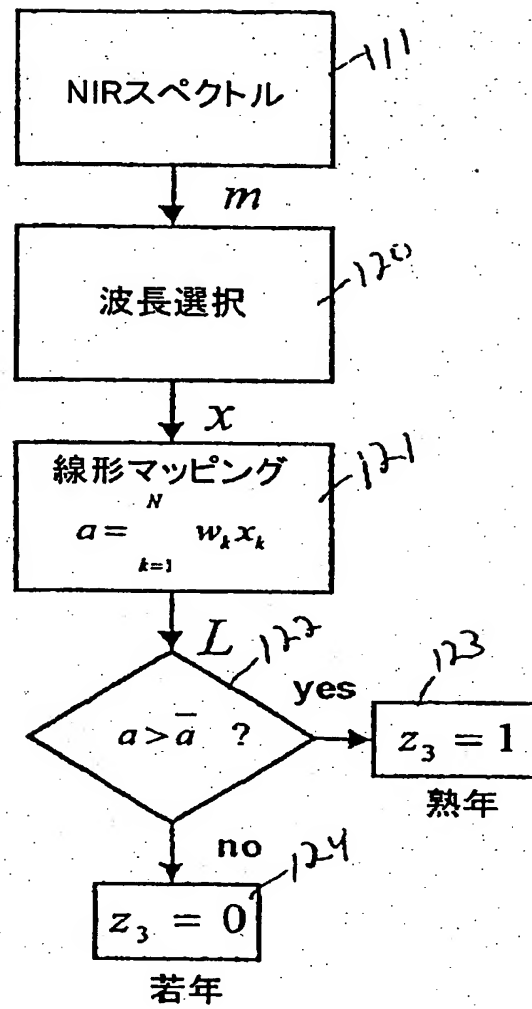 NIRスペクトル
111
m
波長選択
120
x
線形マッピング
N
a = w_k x_k
k=1
121
L
122
a > a̅ ?
yes
123
z_3 = 1
熟年
no
124
z_3 = 0
若年